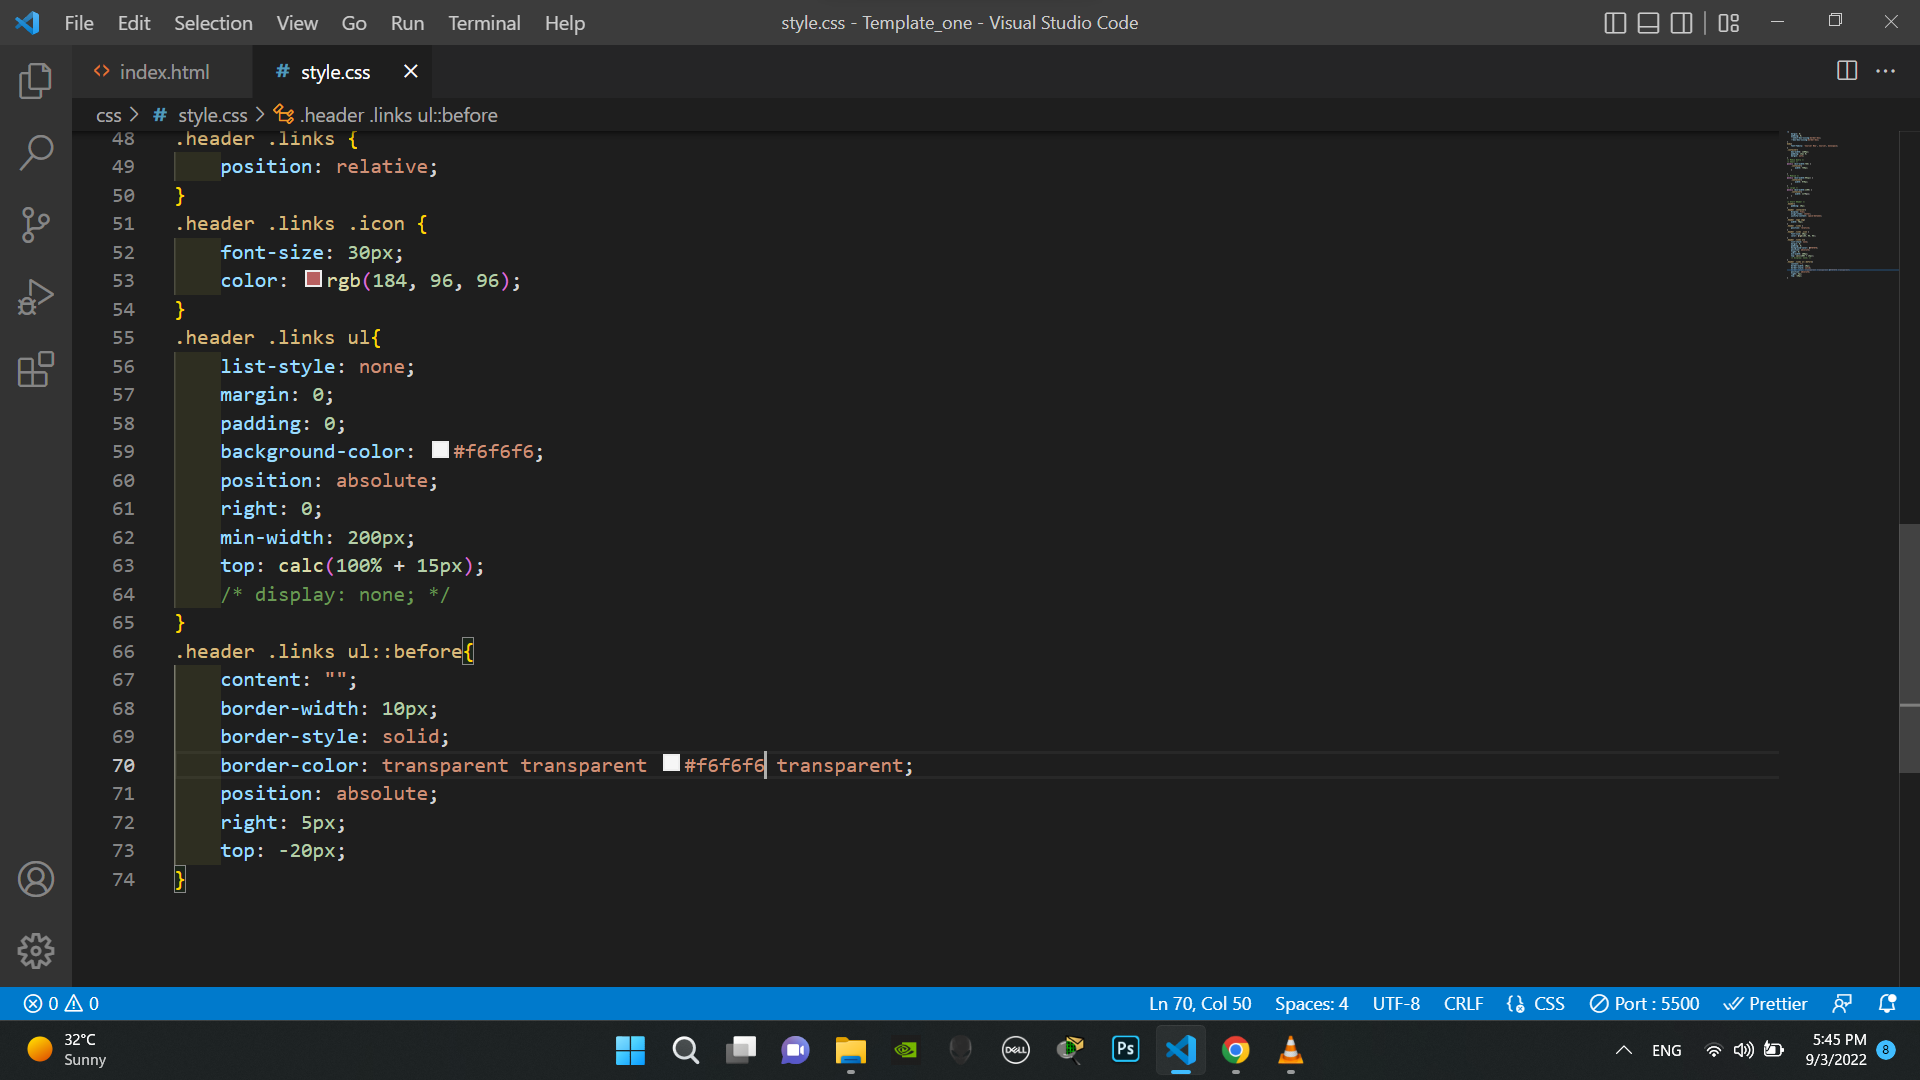 File Edit Selection View Go Run Terminal Help
style.css - Template_one - Visual Studio Code
index.html
# style.css
css > # style.css > .header .links ul::before
48 .header .links {
49 position: relative;
50 }
51 .header .links .icon {
52 font-size: 30px;
53 color: rgb(184, 96, 96);
54 }
55 .header .links ul{
56 list-style: none;
57 margin: 0;
58 padding: 0;
59 background-color: #f6f6f6;
60 position: absolute;
61 right: 0;
62 min-width: 200px;
63 top: calc(100% + 15px);
64 /* display: none; */
65 }
66 .header .links ul::before{
67 content: "";
68 border-width: 10px;
69 border-style: solid;
70 border-color: transparent transparent #f6f6f6 transparent;
71 position: absolute;
72 right: 5px;
73 top: -20px;
74 }
0 0
Ln 70, Col 50 Spaces: 4 UTF-8 CRLF CSS Port : 5500 Prettier
32°C
Sunny
DELL
Ps
ENG
5:45 PM
9/3/2022
8